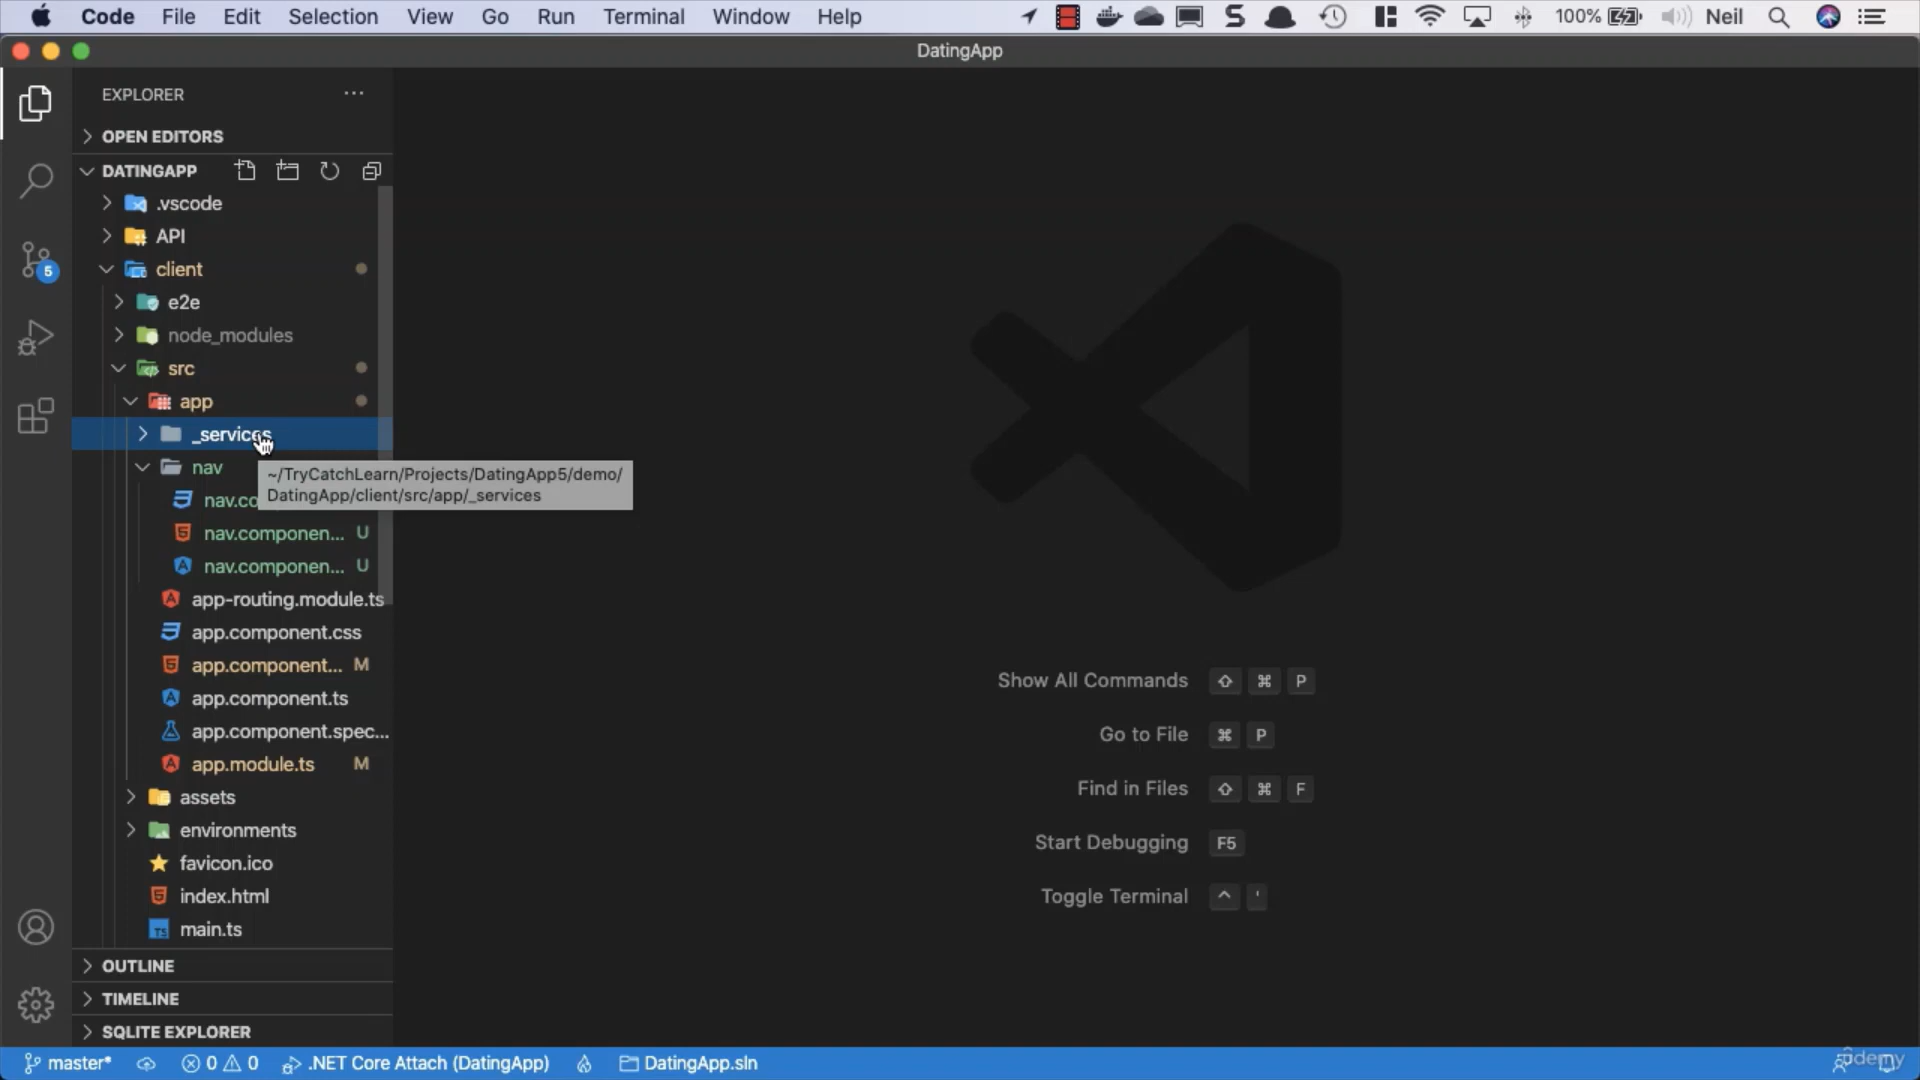 Code File Edit Selection View Go Run Terminal Window Help 100% Neil
DatingApp
EXPLORER
OPEN EDITORS
DATINGAPP
.vscode
API
client
e2e
node_modules
src
app
_services
nav
~/TryCatchLearn/Projects/DatingApp5/demo/
DatingApp/client/src/app/_services
nav.co
nav.componen... U
nav.componen... U
app-routing.module.ts
app.component.css
app.component... M
app.component.ts
app.component.spec...
app.module.ts M
assets
environments
favicon.ico
index.html
TS main.ts
OUTLINE
TIMELINE
SQLITE EXPLORER
5
Show All Commands ⇧ ⌘ P
Go to File ⌘ P
Find in Files ⇧ ⌘ F
Start Debugging F5
Toggle Terminal ^ '
master* 0 0 .NET Core Attach (DatingApp) DatingApp.sln
udemy